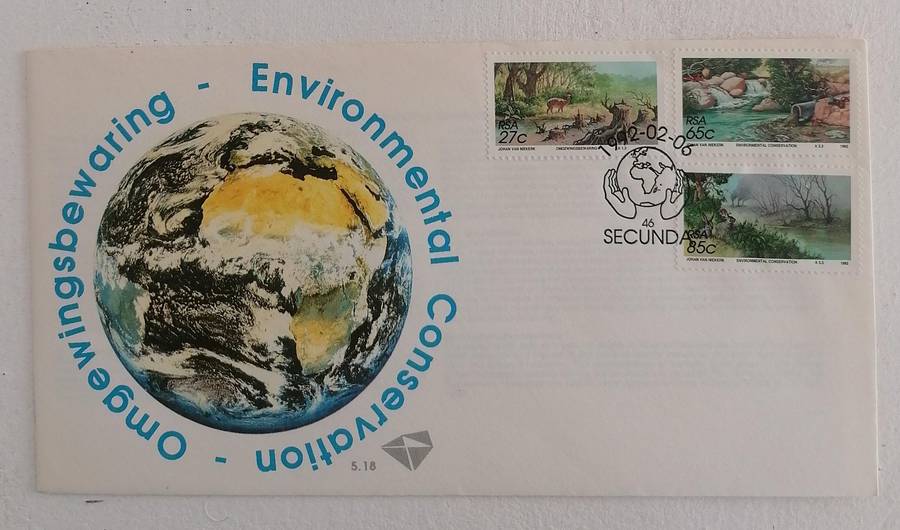 Omgewingsbewaring - Environmental Conservation -
5.18
RSA
27c
JOHAN VAN NIEKERK OMGEWINGSBEWARING 1992
RSA
65c
JOHAN VAN NIEKERK ENVIRONMENTAL CONSERVATION 1992
RSA
85c
JOHAN VAN NIEKERK ENVIRONMENTAL CONSERVATION 1992
1992-02-06
46
SECUNDA